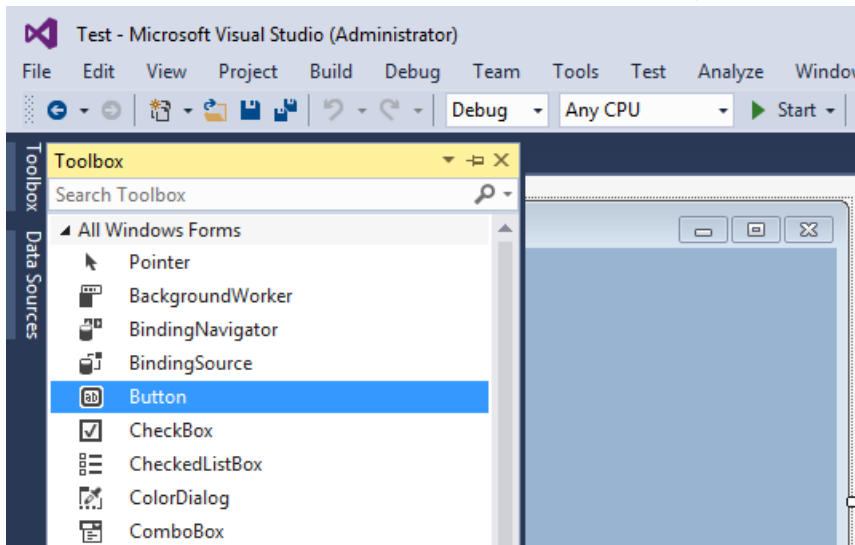 Test - Microsoft Visual Studio (Administrator)
File Edit View Project Build Debug Team Tools Test Analyze
Debug Any CPU Start
Toolbox
Data Sources
Toolbox
Search Toolbox
All Windows Forms
Pointer
BackgroundWorker
BindingNavigator
BindingSource
ab Button
CheckBox
CheckedListBox
ColorDialog
ComboBox